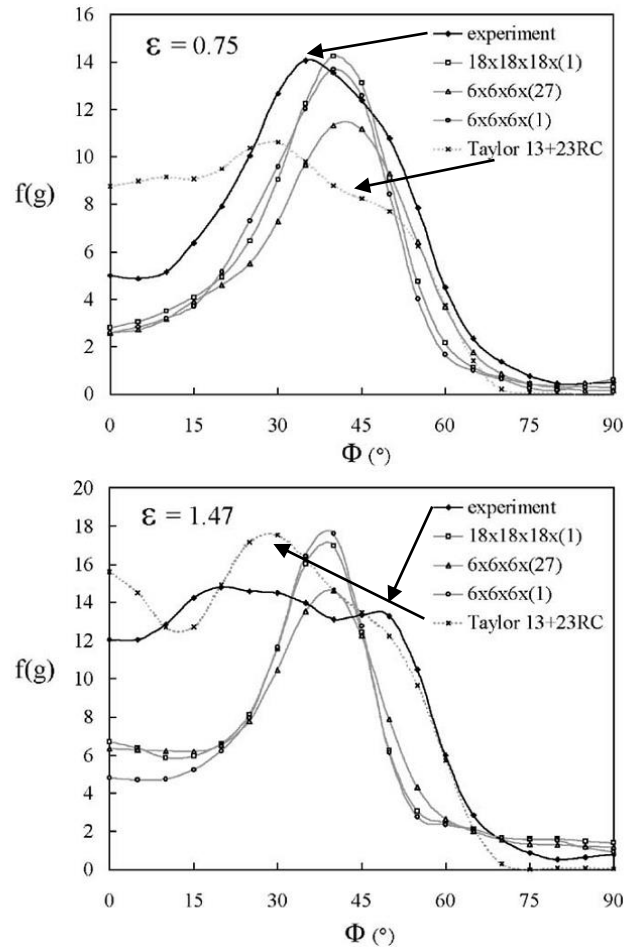 ε = 0.75
experiment
18x18x18x(1)
6x6x6x(27)
6x6x6x(1)
Taylor 13+23RC
f(g)
16
14
12
10
8
6
4
2
0
0 15 30 45 60 75 90
Φ (°)
ε = 1.47
experiment
18x18x18x(1)
6x6x6x(27)
6x6x6x(1)
Taylor 13+23RC
f(g)
20
18
16
14
12
10
8
6
4
2
0
0 15 30 45 60 75 90
Φ (°)